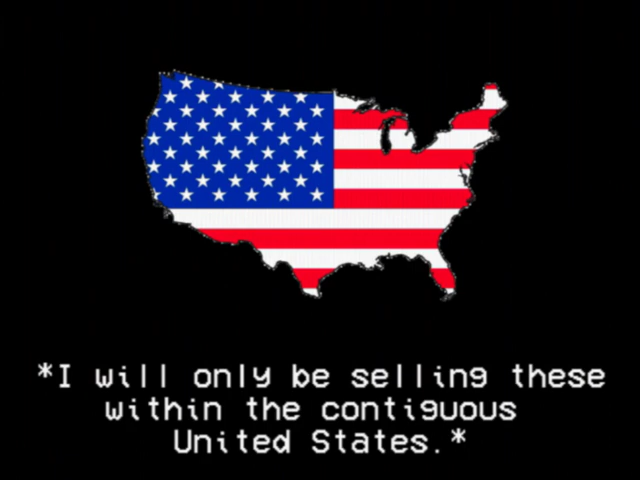 *I will only be selling these
within the contiguous
United States.*